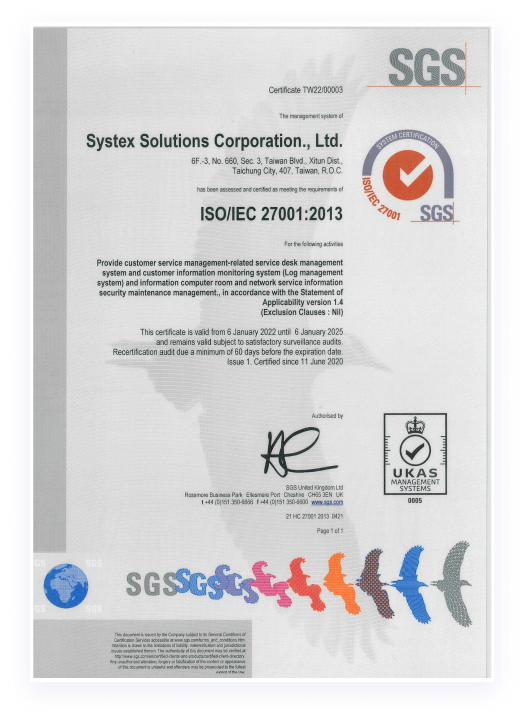 SGS
Certificate TW22/00003
The management system of
Systex Solutions Corporation., Ltd.
6F.-3, No. 660, Sec. 3, Taiwan Blvd., Xitun Dist.,
Taichung City, 407, Taiwan, R.O.C.
has been assessed and certified as meeting the requirements of
ISO/IEC 27001:2013
SYSTEM CERTIFICATION
ISO/IEC 27001
SGS
For the following activities
Provide customer service management-related service desk management
system and customer information monitoring system (Log management
system) and information computer room and network service information
security maintenance management., in accordance with the Statement of
Applicability version 1.4
(Exclusion Clauses : Nil)
This certificate is valid from 6 January 2022 until 6 January 2025
and remains valid subject to satisfactory surveillance audits.
Recertification audit due a minimum of 60 days before the expiration date.
Issue 1. Certified since 11 June 2020
Authorised by
SGS United Kingdom Ltd
Rossmore Business Park Ellesmere Port Cheshire CH65 3EN UK
t +44 (0)151 350-6666 f +44 (0)151 350-6600 www.sgs.com
21 HC 27001 2013 0421
Page 1 of 1
UKAS
MANAGEMENT
SYSTEMS
0005
GS
SGS
GS
SGS
SGS
SGS
SGS
This document is issued by the Company subject to its General Conditions of
Certification Services accessible at www.sgs.com/terms_and_conditions.htm.
Attention is drawn to the limitations of liability, indemnification and jurisdictional
issues established therein. The authenticity of this document may be verified at
http://www.sgs.com/en/certified-clients-and-products/certified-client-directory.
Any unauthorized alteration, forgery or falsification of the content or appearance
of this document is unlawful and offenders may be prosecuted to the fullest
extent of the law.